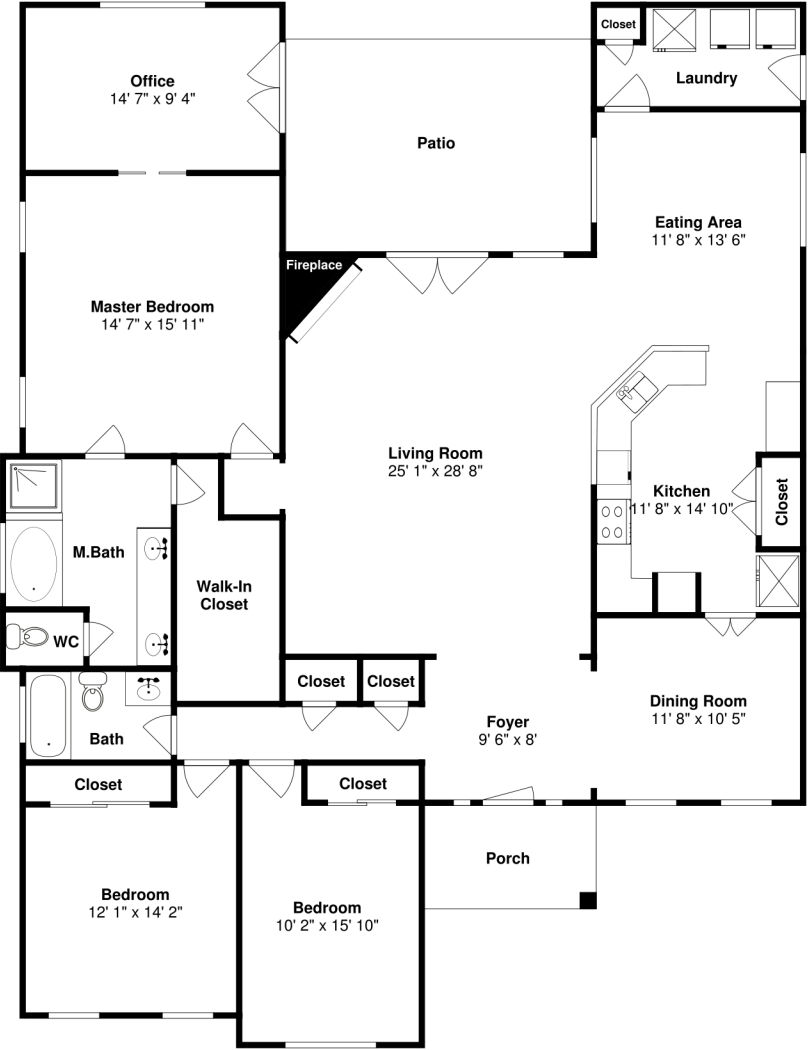 Closet
Laundry
Office
14' 7" x 9' 4"
Patio
Eating Area
11' 8" x 13' 6"
Fireplace
Master Bedroom
14' 7" x 15' 11"
Living Room
25' 1" x 28' 8"
Kitchen
11' 8" x 14' 10"
Closet
M.Bath
Walk-In
Closet
WC
Closet
Closet
Dining Room
11' 8" x 10' 5"
Foyer
9' 6" x 8'
Bath
Closet
Closet
Porch
Bedroom
12' 1" x 14' 2"
Bedroom
10' 2" x 15' 10"